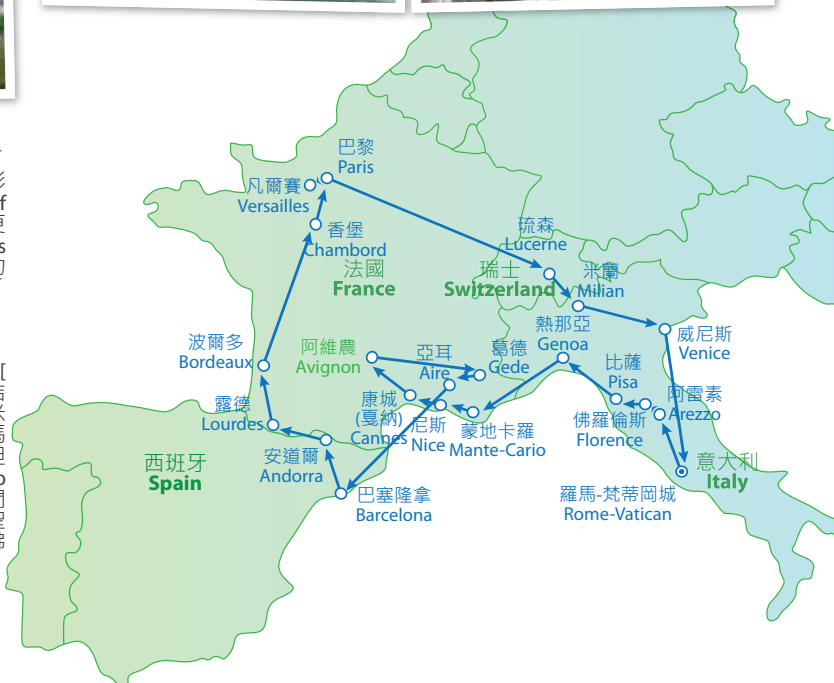 巴黎
Paris
凡爾賽
Versailles
香堡
Chambord
法國
France
琉森
Lucerne
瑞士
Switzerland
米蘭
Milian
威尼斯
Venice
熱那亞
Genoa
波爾多
Bordeaux
阿維農
Avignon
亞耳
Aire
葛德
Gede
比薩
Pisa
阿雷素
Arezzo
康城
(戛納)
Cannes
尼斯
Nice
蒙地卡羅
Mante-Cario
佛羅倫斯
Florence
露德
Lourdes
安道爾
Andorra
西班牙
Spain
巴塞隆拿
Barcelona
意大利
Italy
羅馬-梵蒂岡城
Rome-Vatican